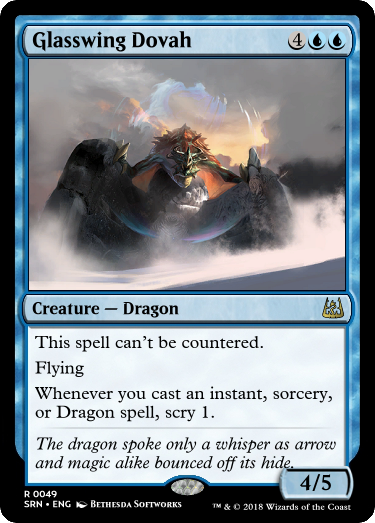 Glasswing Dovah 4
Creature — Dragon
This spell can't be countered.
Flying
Whenever you cast an instant, sorcery,
or Dragon spell, scry 1.
The dragon spoke only a whisper as arrow
and magic alike bounced off its hide.
4/5
R 0049
SRN • ENG Bethesda Softworks
™ & © 2018 Wizards of the Coast